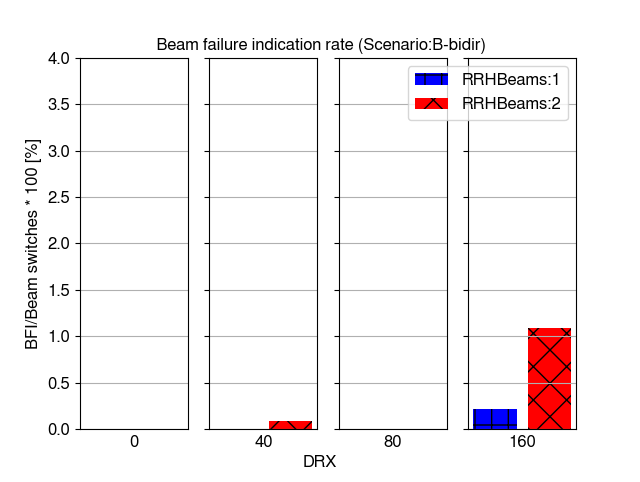 Beam failure indication rate (Scenario:B-bidir)
RRHBeams:1
RRHBeams:2
BFI/Beam switches * 100 [%]
4.0
3.5
3.0
2.5
2.0
1.5
1.0
0.5
0.0
0 40 80 160
DRX